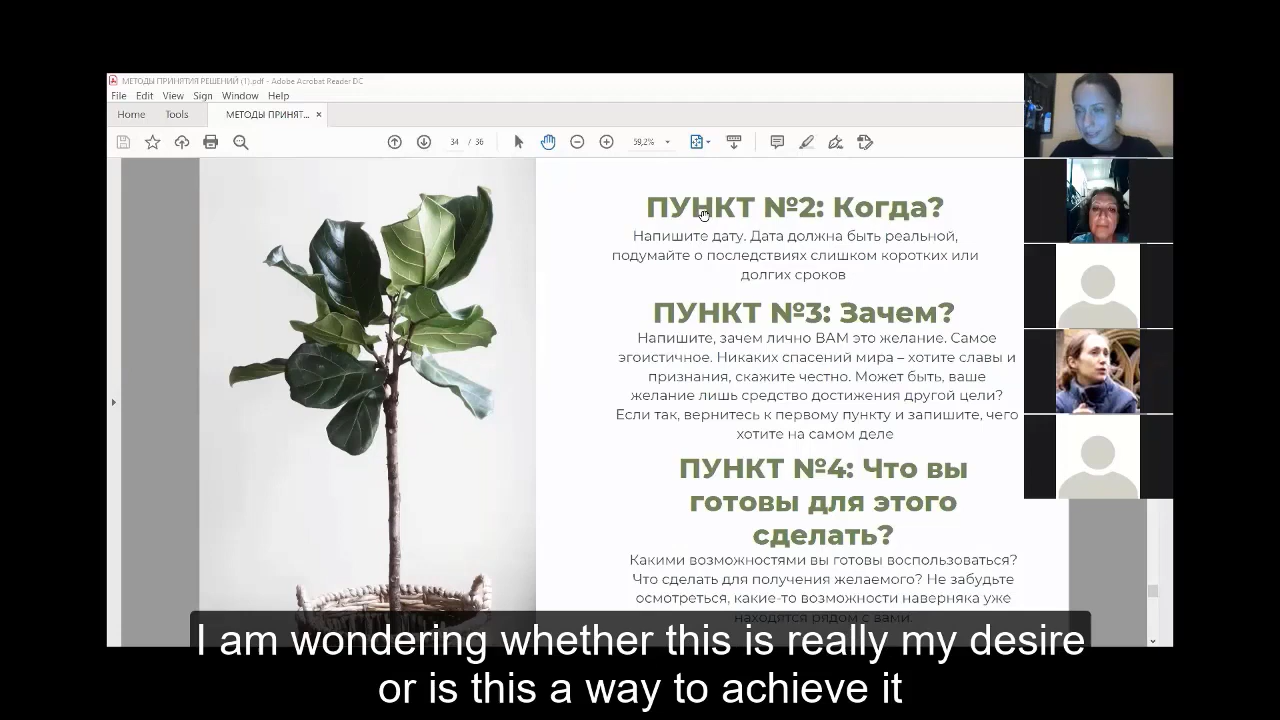 МЕТОДЫ ПРИНЯТИЯ РЕШЕНИЙ (1).pdf - Adobe Acrobat Reader DC
File Edit View Sign Window Help
Home Tools МЕТОДЫ ПРИНЯТ... ×
34 / 36 59,2%
ПУНКТ №2: Когда?
Напишите дату. Дата должна быть реальной,
подумайте о последствиях слишком коротких или
долгих сроков
ПУНКТ №3: Зачем?
Напишите, зачем лично ВАМ это желание. Самое
эгоистичное. Никаких спасений мира – хотите славы и
признания, скажите честно. Может быть, ваше
желание лишь средство достижения другой цели?
Если так, вернитесь к первому пункту и запишите, чего
хотите на самом деле
ПУНКТ №4: Что вы
готовы для этого
сделать?
Какими возможностями вы готовы воспользоваться?
Что сделать для получения желаемого? Не забудьте
осмотреться, какие-то возможности наверняка уже
находятся рядом с вами.
I am wondering whether this is really my desire
or is this a way to achieve it